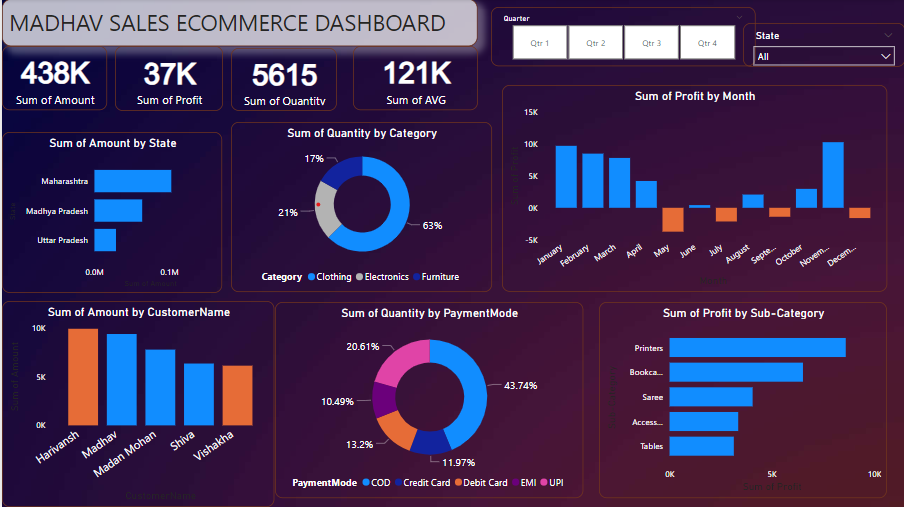 MADHAV SALES ECOMMERCE DASHBOARD
Quarter
Qtr 1 Qtr 2 Qtr 3 Qtr 4
State
All
438K
Sum of Amount
37K
Sum of Profit
5615
Sum of Quantity
121K
Sum of AVG
Sum of Amount by State
Maharashtra
Madhya Pradesh
Uttar Pradesh
0.0M 0.1M
Sum of Quantity by Category
17%
21%
63%
Category Clothing Electronics Furniture
Sum of Profit by Month
15K
10K
5K
0K
-5K
January February March April May June July August Septe... October Novem... Decem...
Sum of Amount by CustomerName
10K
5K
0K
Harivansh Madhav Madan Mohan Shiva Vishakha
Sum of Quantity by PaymentMode
20.61%
43.74%
10.49%
13.2%
11.97%
PaymentMode COD Credit Card Debit Card EMI UPI
Sum of Profit by Sub-Category
Printers
Bookca...
Saree
Access...
Tables
0K 5K 10K